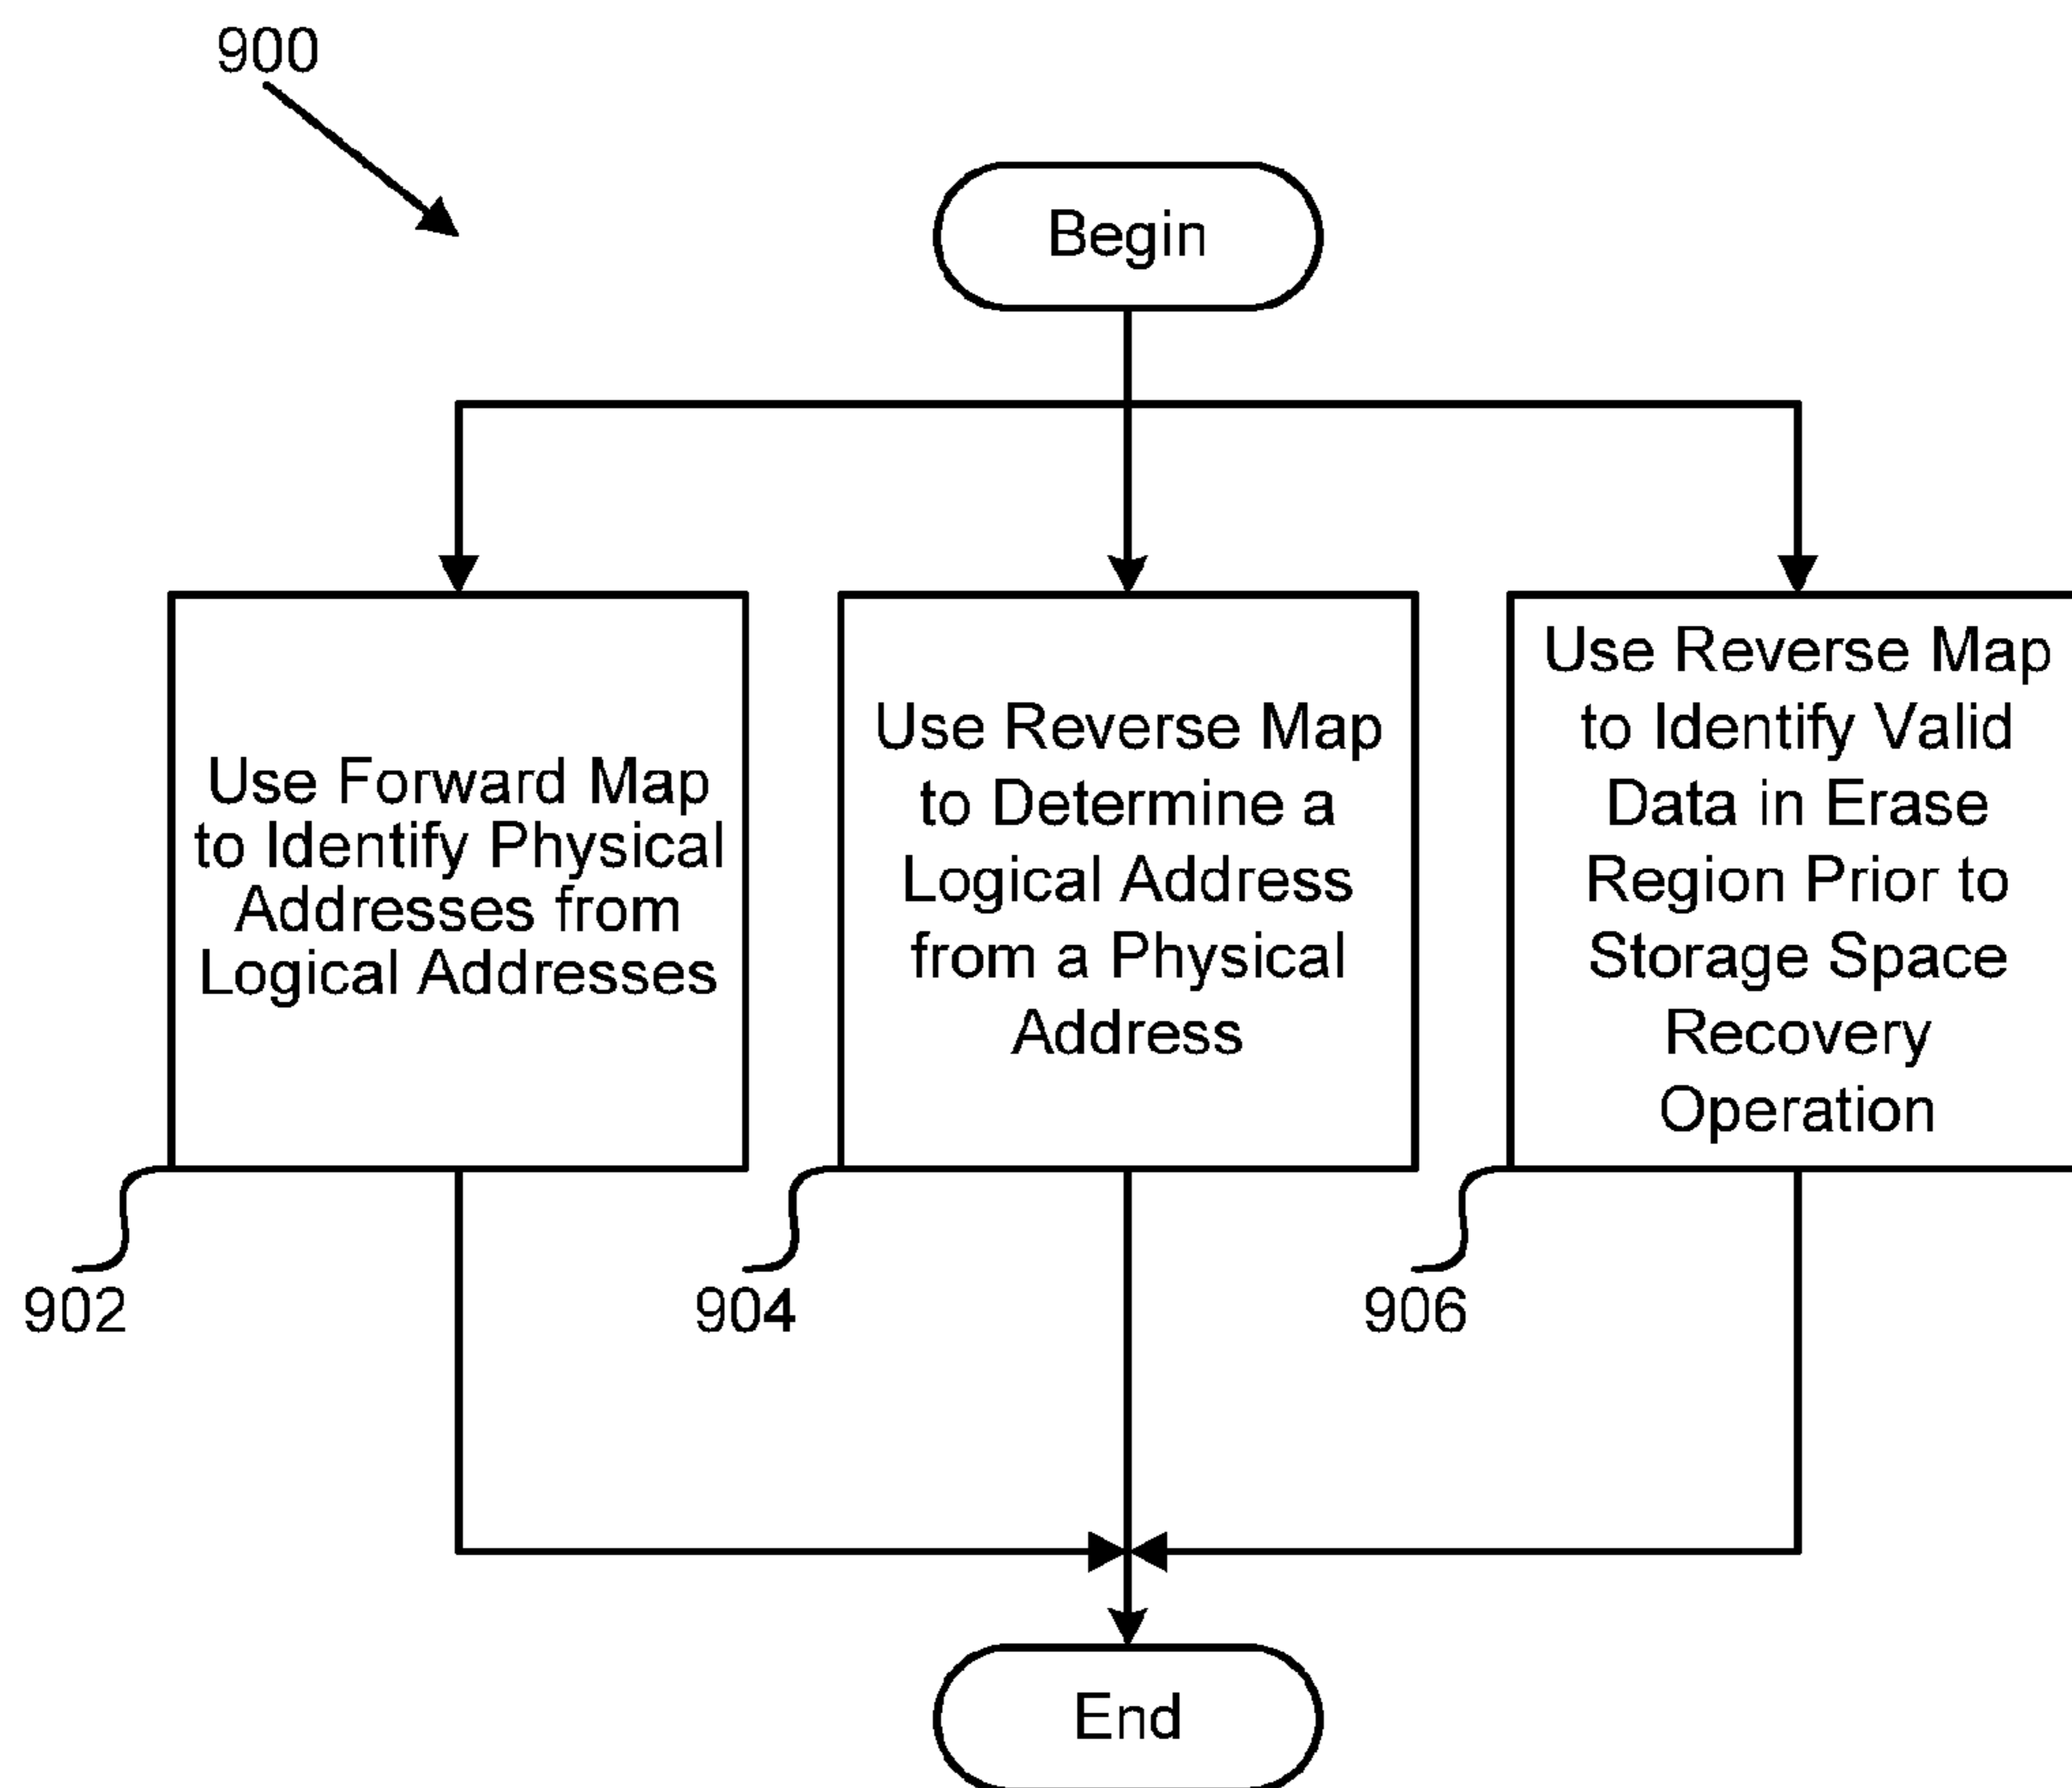 900
Begin
Use Forward Map
to Identify Physical
Addresses from
Logical Addresses
Use Reverse Map
to Determine a
Logical Address
from a Physical
Address
Use Reverse Map
to Identify Valid
Data in Erase
Region Prior to
Storage Space
Recovery
Operation
902
904
906
End